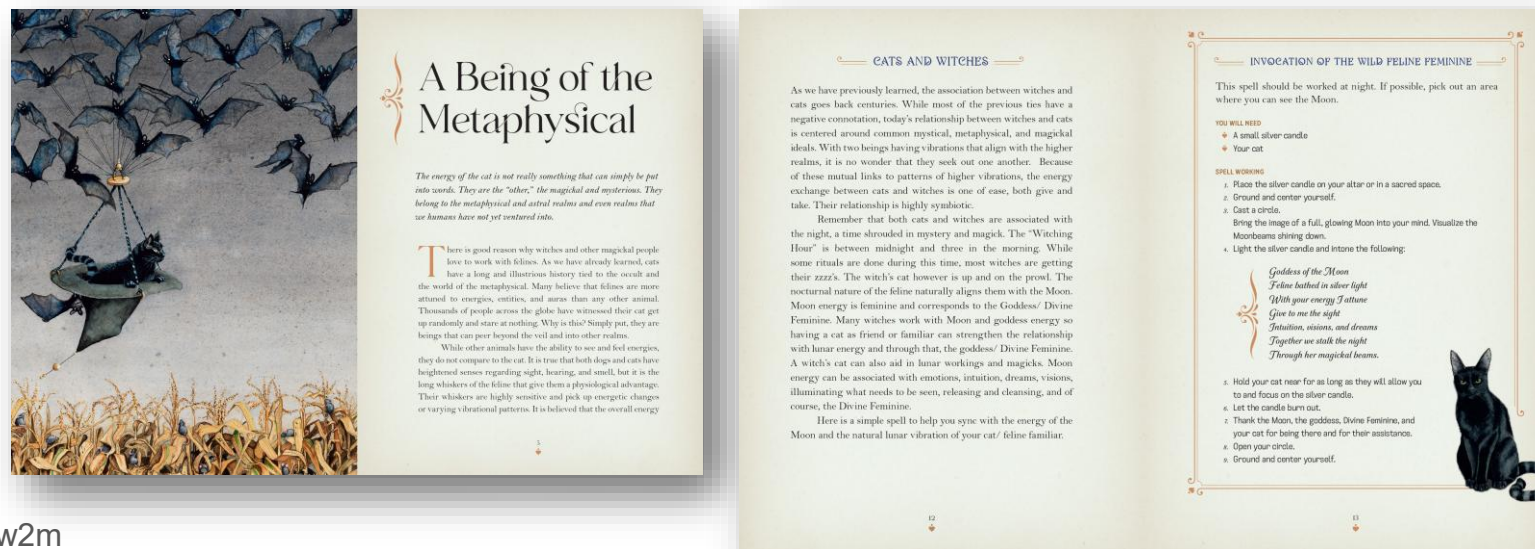 A Being of the
Metaphysical
The energy of the cat is not really something that can simply be put
into words. They are the "other," the magickal and mysterious. They
belong to the metaphysical and astral realms and even realms that
we humans have not yet ventured into.
There is good reason why witches and other magickal people
love to work with felines. As we have already learned, cats
have a long and illustrious history tied to the occult and
the world of the metaphysical. Many believe that felines are more
attuned to energies, entities, and auras than any other animal.
Thousands of people across the globe have witnessed their cat get
up randomly and stare at nothing. Why is this? Simply put, they are
beings that can peer beyond the veil and into other realms.
While other animals have the ability to see and feel energies,
they do not compare to the cat. It is true that both dogs and cats have
heightened senses regarding sight, hearing, and smell, but it is the
long whiskers of the feline that give them a physiological advantage.
Their whiskers are highly sensitive and pick up energetic changes
or varying vibrational patterns. It is believed that the overall energy
5
CATS AND WITCHES
As we have previously learned, the association between witches and
cats goes back centuries. While most of the previous ties have a
negative connotation, today's relationship between witches and cats
is centered around common mystical, metaphysical, and magickal
ideals. With two beings having vibrations that align with the higher
realms, it is no wonder that they seek out one another. Because
of these mutual links to patterns of higher vibrations, the energy
exchange between cats and witches is one of ease, both give and
take. Their relationship is highly symbiotic.
Remember that both cats and witches are associated with
the night, a time shrouded in mystery and magick. The "Witching
Hour" is between midnight and three in the morning. While
some rituals are done during this time, most witches are getting
their zzzz's. The witch's cat however is up and on the prowl. The
nocturnal nature of the feline naturally aligns them with the Moon.
Moon energy is feminine and corresponds to the Goddess/ Divine
Feminine. Many witches work with Moon and goddess energy so
having a cat as friend or familiar can strengthen the relationship
with lunar energy and through that, the goddess/ Divine Feminine.
A witch's cat can also aid in lunar workings and magicks. Moon
energy can be associated with emotions, intuition, dreams, visions,
illuminating what needs to be seen, releasing and cleansing, and of
course, the Divine Feminine.
Here is a simple spell to help you sync with the energy of the
Moon and the natural lunar vibration of your cat/ feline familiar.
12
INVOCATION OF THE WILD FELINE FEMININE
This spell should be worked at night. If possible, pick out an area
where you can see the Moon.
YOU WILL NEED
A small silver candle
Your cat
SPELL WORKING
1. Place the silver candle on your altar or in a sacred space.
2. Ground and center yourself.
3. Cast a circle.
Bring the image of a full, glowing Moon into your mind. Visualize the
Moonbeams shining down.
4. Light the silver candle and intone the following:
Goddess of the Moon
Feline bathed in silver light
With your energy I attune
Give to me the sight
Intuition, visions, and dreams
Together we stalk the night
Through her magickal beams.
5. Hold your cat near for as long as they will allow you
to and focus on the silver candle.
6. Let the candle burn out.
7. Thank the Moon, the goddess, Divine Feminine, and
your cat for being there and for their assistance.
8. Open your circle.
9. Ground and center yourself.
13
w2m